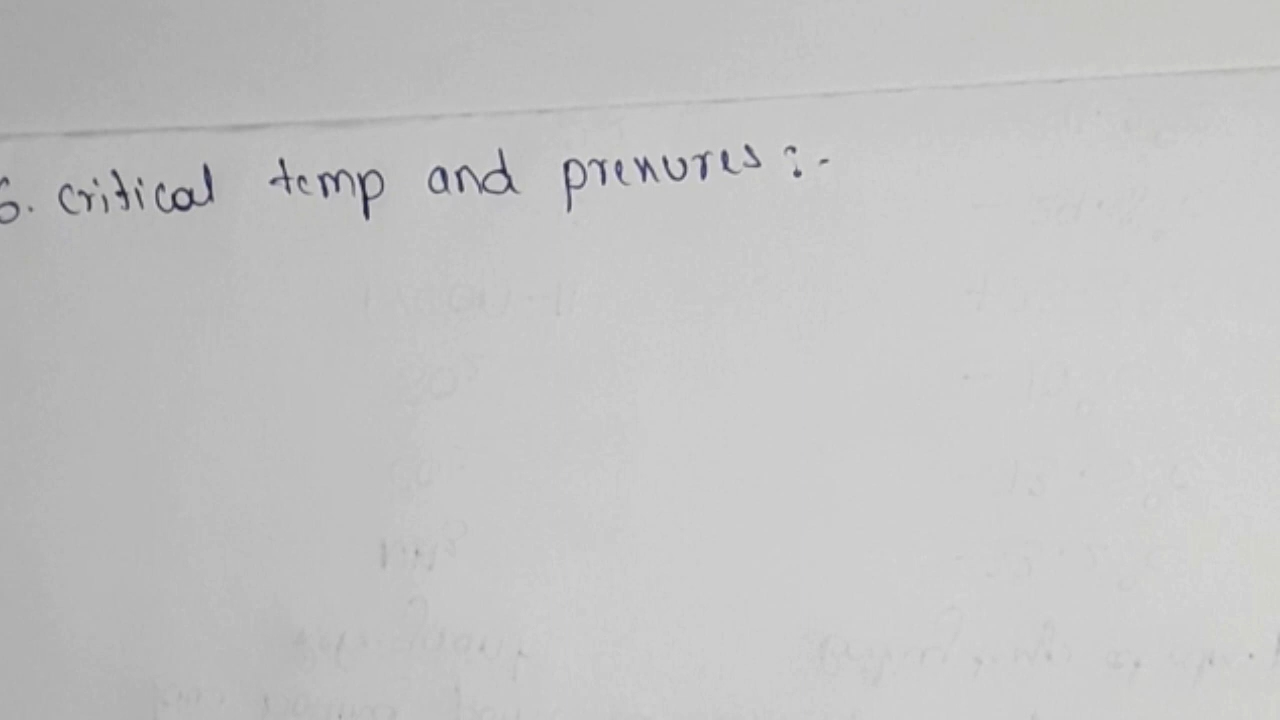 6. critical temp and pressures :-